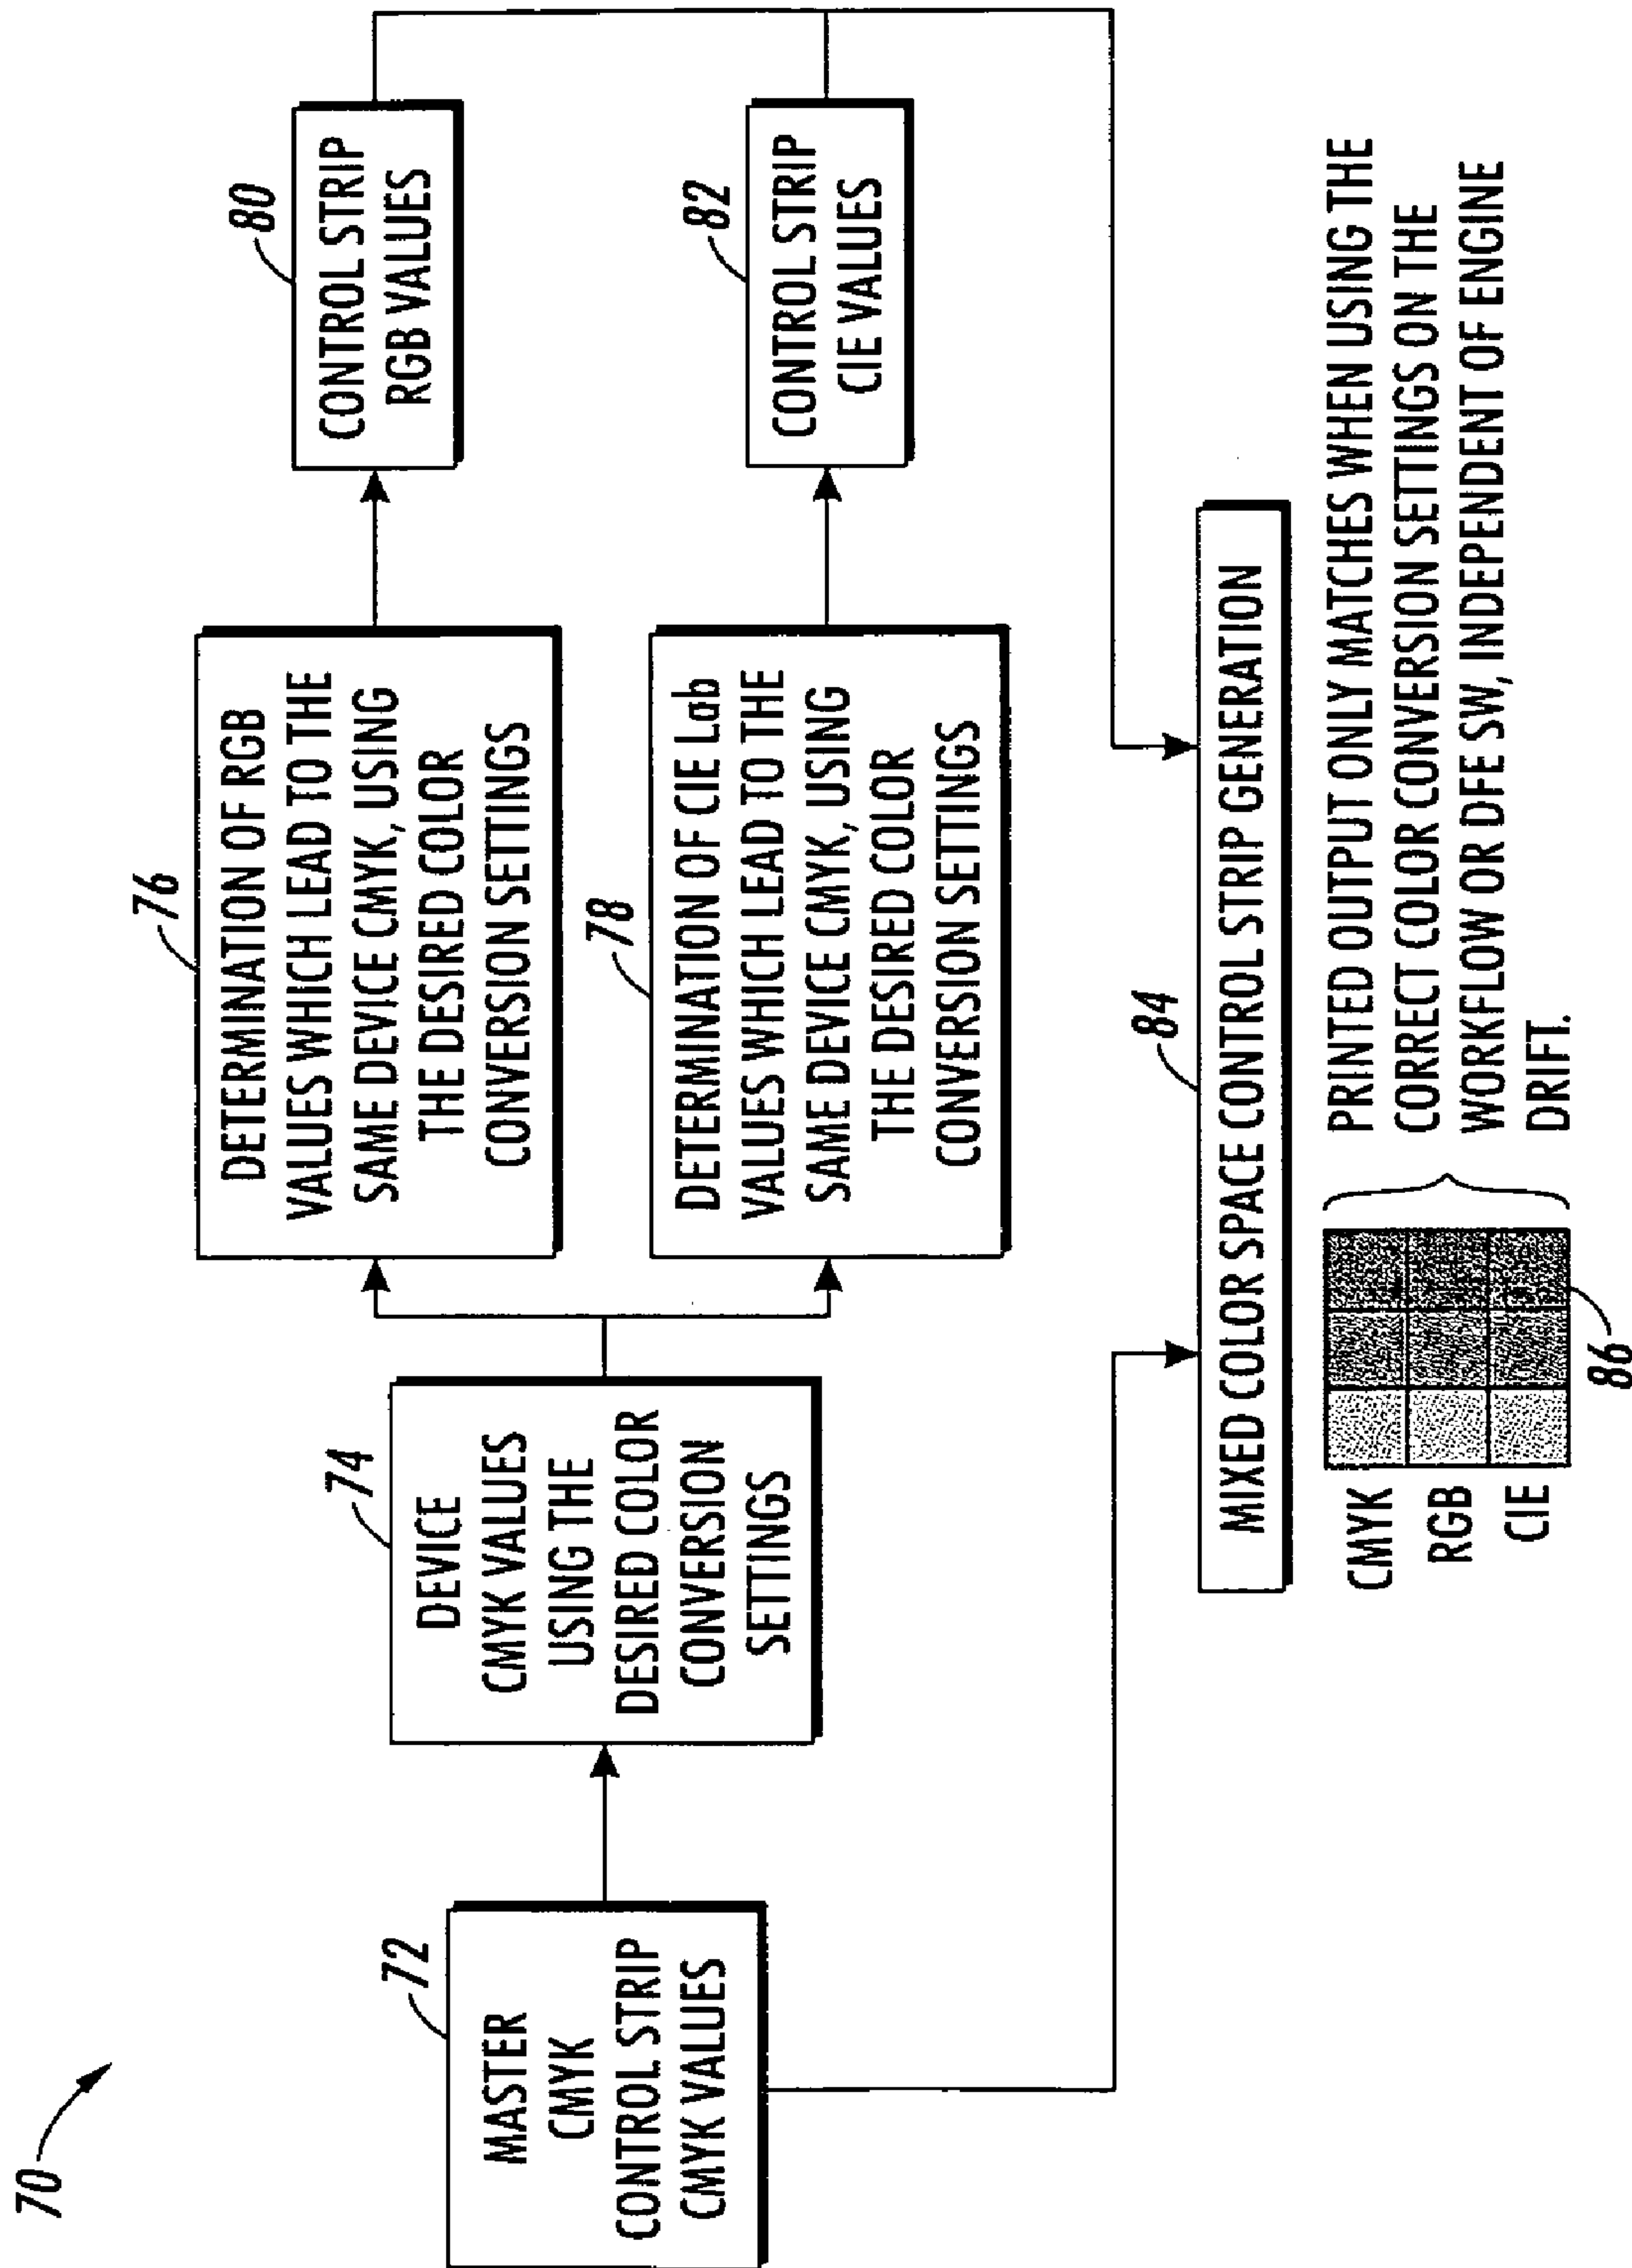 70
72
MASTER
CMYK
CONTROL STRIP
CMYK VALUES
74
DEVICE
CMYK VALUES
USING THE
DESIRED COLOR
CONVERSION
SETTINGS
76
DETERMINATION OF RGB
VALUES WHICH LEAD TO THE
SAME DEVICE CMYK, USING
THE DESIRED COLOR
CONVERSION SETTINGS
78
DETERMINATION OF CIE Lab
VALUES WHICH LEAD TO THE
SAME DEVICE CMYK, USING
THE DESIRED COLOR
CONVERSION SETTINGS
80
CONTROL STRIP
RGB VALUES
82
CONTROL STRIP
CIE VALUES
84
MIXED COLOR SPACE CONTROL STRIP GENERATION
CMYK
RGB
CIE
86
PRINTED OUTPUT ONLY MATCHES WHEN USING THE
CORRECT COLOR CONVERSION SETTINGS ON THE
WORKFLOW OR DFE SW, INDEPENDENT OF ENGINE
DRIFT.